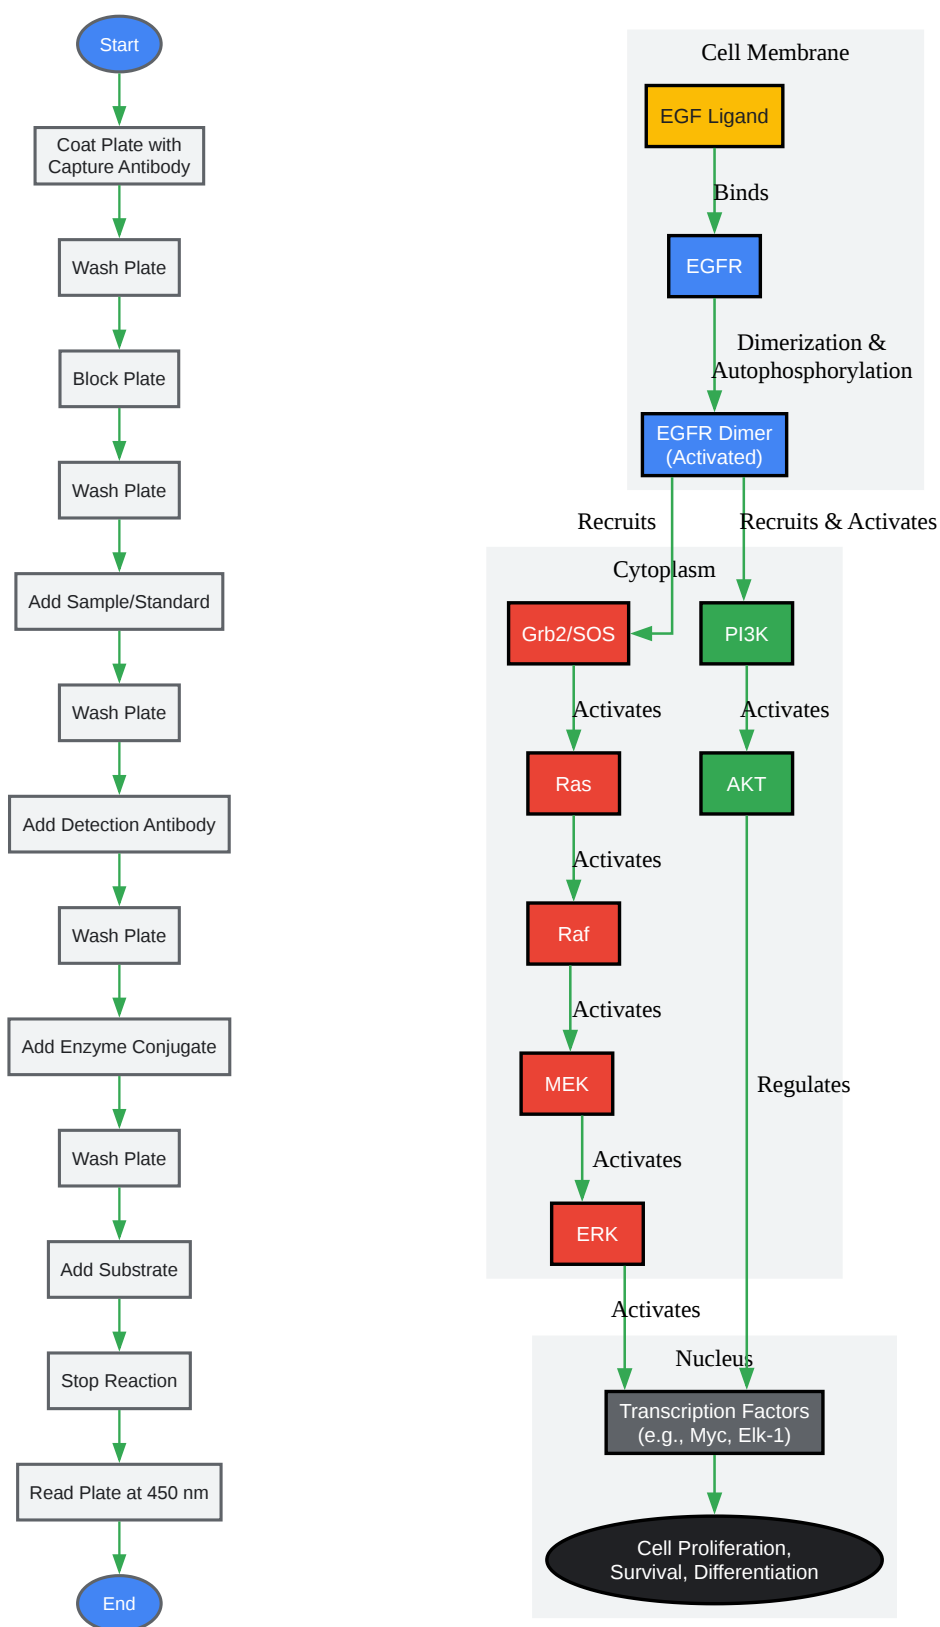 Start
Coat Plate with
Capture Antibody
Wash Plate
Block Plate
Wash Plate
Add Sample/Standard
Wash Plate
Add Detection Antibody
Wash Plate
Add Enzyme Conjugate
Wash Plate
Add Substrate
Stop Reaction
Read Plate at 450 nm
End
Cell Membrane
EGF Ligand
Binds
EGFR
Dimerization &
Autophosphorylation
EGFR Dimer
(Activated)
Recruits
Recruits & Activates
Cytoplasm
Grb2/SOS
PI3K
Activates
Activates
Ras
AKT
Activates
Raf
Activates
MEK
Regulates
Activates
ERK
Activates
Nucleus
Transcription Factors
(e.g., Myc, Elk-1)
Cell Proliferation,
Survival, Differentiation